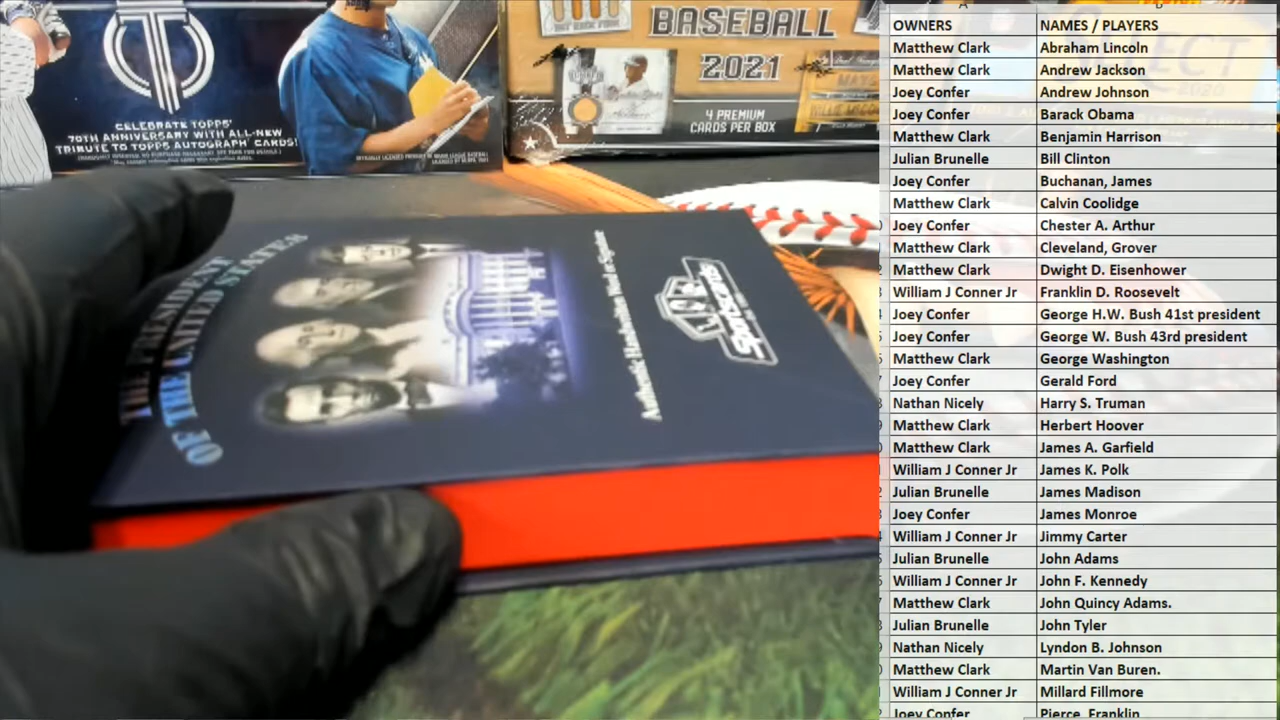 CELEBRATE TOPPS'
70TH ANNIVERSARY WITH ALL-NEW
TRIBUTE TO TOPPS AUTOGRAPH CARDS!
BASEBALL
2021
4 PREMIUM
CARDS PER BOX
THE PRESIDENT
OF THE UNITED STATES
Authentic Handwritten Word or Signature
Sportscards
OWNERS NAMES / PLAYERS
Matthew Clark Abraham Lincoln
Matthew Clark Andrew Jackson
Joey Confer Andrew Johnson
Joey Confer Barack Obama
Matthew Clark Benjamin Harrison
Julian Brunelle Bill Clinton
Joey Confer Buchanan, James
Matthew Clark Calvin Coolidge
Joey Confer Chester A. Arthur
Matthew Clark Cleveland, Grover
Matthew Clark Dwight D. Eisenhower
William J Conner Jr Franklin D. Roosevelt
Joey Confer George H.W. Bush 41st president
Joey Confer George W. Bush 43rd president
Matthew Clark George Washington
Joey Confer Gerald Ford
Nathan Nicely Harry S. Truman
Matthew Clark Herbert Hoover
Matthew Clark James A. Garfield
William J Conner Jr James K. Polk
Julian Brunelle James Madison
Joey Confer James Monroe
William J Conner Jr Jimmy Carter
Julian Brunelle John Adams
William J Conner Jr John F. Kennedy
Matthew Clark John Quincy Adams.
Julian Brunelle John Tyler
Nathan Nicely Lyndon B. Johnson
Matthew Clark Martin Van Buren.
William J Conner Jr Millard Fillmore
Joey Confer Pierce, Franklin